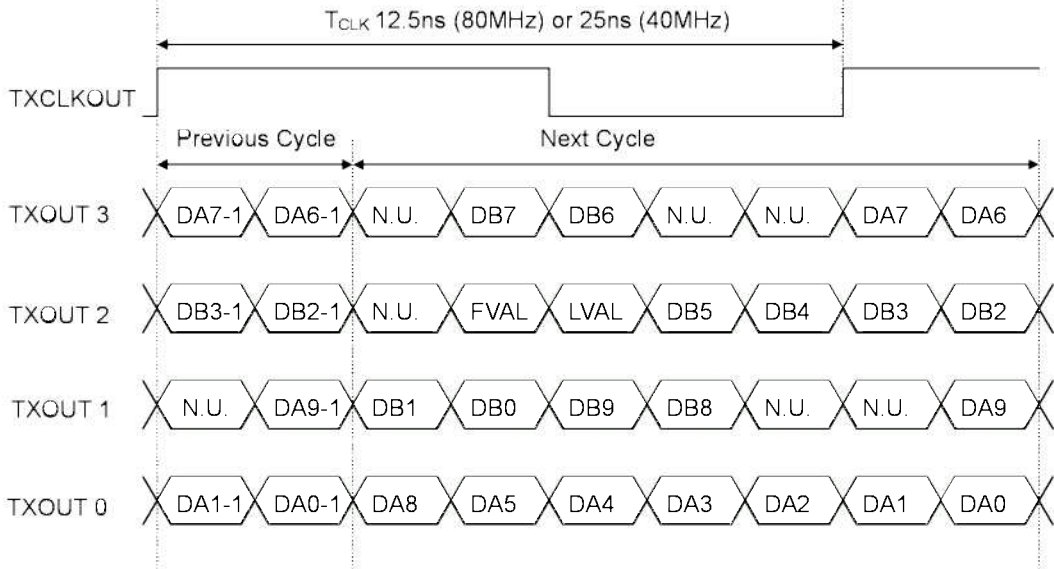 TCLK 12.5ns (80MHz) or 25ns (40MHz)
TXCLKOUT
Previous Cycle Next Cycle
TXOUT 3 DA7-1 DA6-1 N.U. DB7 DB6 N.U. N.U. DA7 DA6
TXOUT 2 DB3-1 DB2-1 N.U. FVAL LVAL DB5 DB4 DB3 DB2
TXOUT 1 N.U. DA9-1 DB1 DB0 DB9 DB8 N.U. N.U. DA9
TXOUT 0 DA1-1 DA0-1 DA8 DA5 DA4 DA3 DA2 DA1 DA0